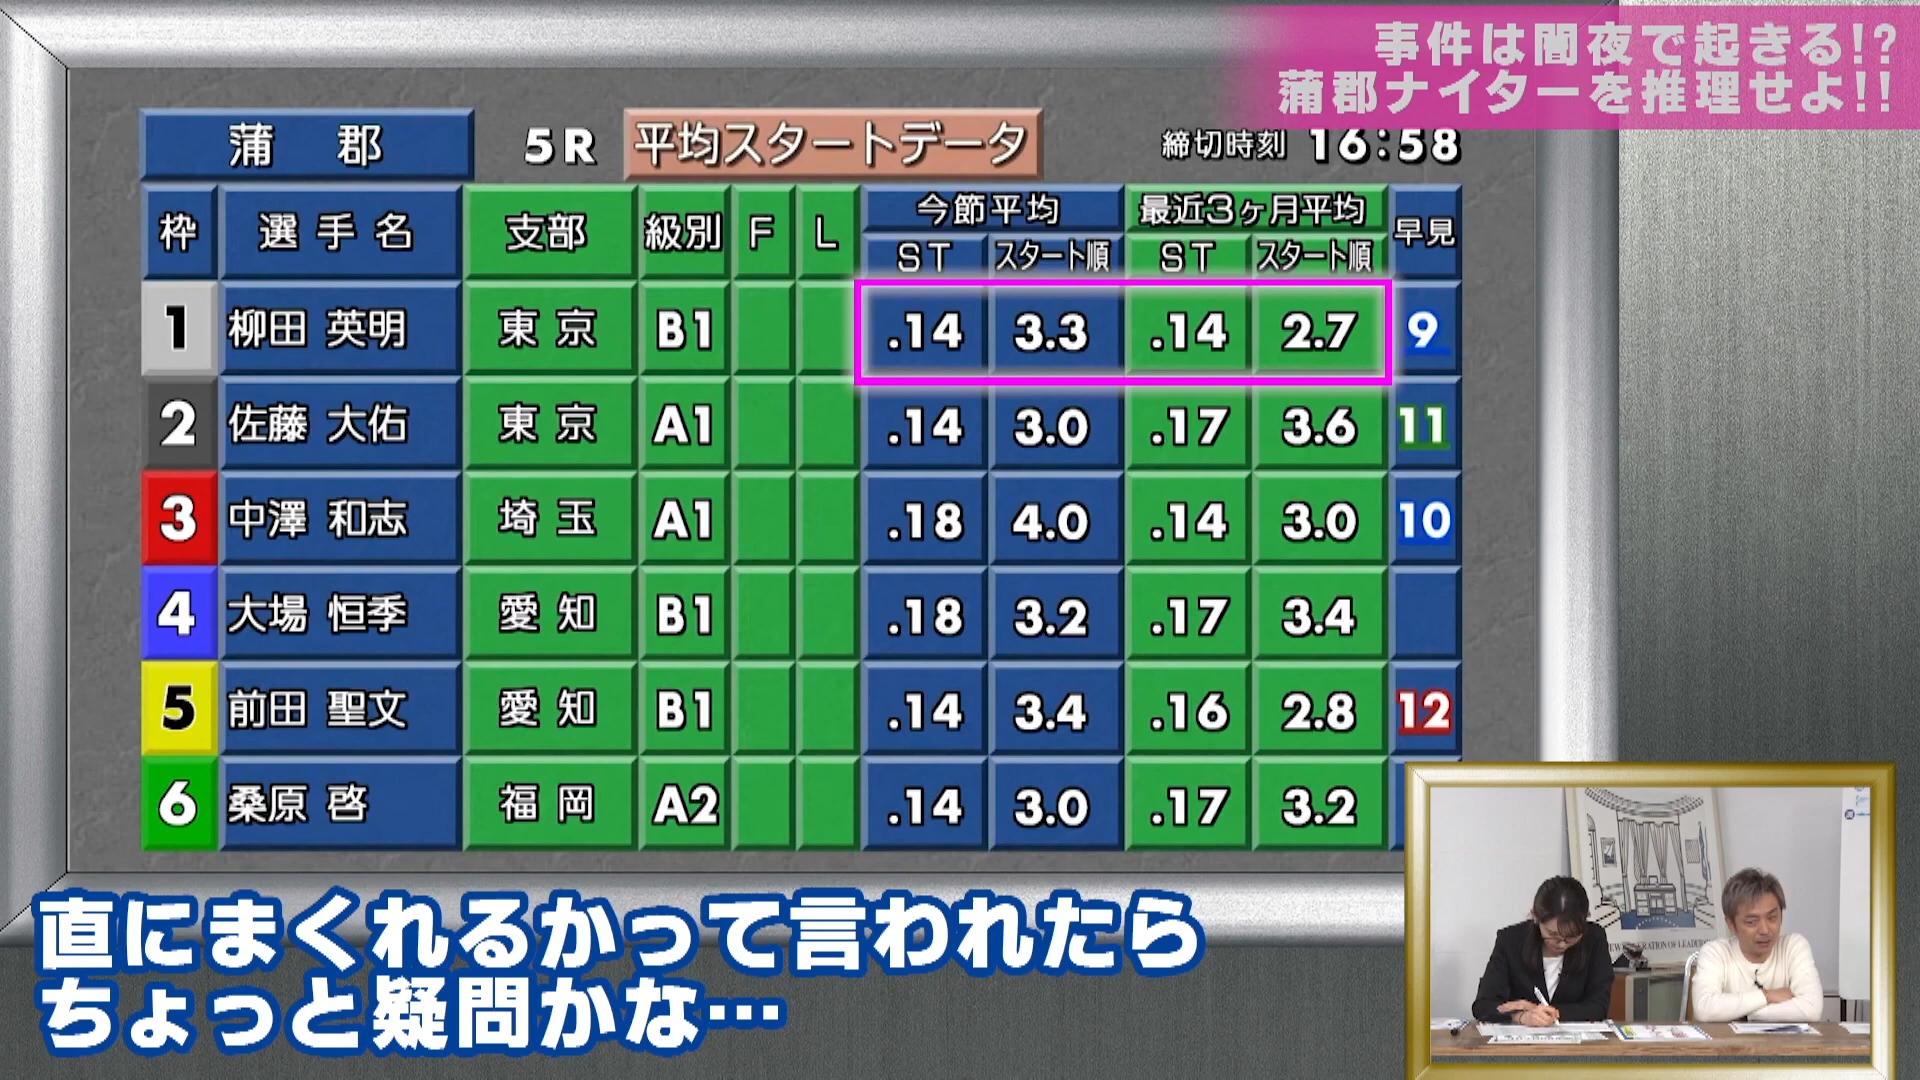 事件は闇夜で起きる!?
蒲郡ナイターを推理せよ!!
蒲 郡 5R 平均スタートデータ 締切時刻 16:58
枠 選手名 支部 級別 F L 今節平均 最近3ヶ月平均 早見
ST スタート順 ST スタート順
1 柳田 英明 東京 B1 .14 3.3 .14 2.7 9
2 佐藤 大佑 東京 A1 .14 3.0 .17 3.6 11
3 中澤 和志 埼玉 A1 .18 4.0 .14 3.0 10
4 大場 恒季 愛知 B1 .18 3.2 .17 3.4
5 前田 聖文 愛知 B1 .14 3.4 .16 2.8 12
6 桑原 啓 福岡 A2 .14 3.0 .17 3.2
直にまくれるかって言われたら
ちょっと疑問かな…